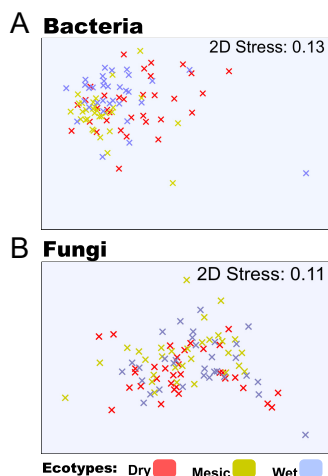 A Bacteria
2D Stress: 0.13
B Fungi
2D Stress: 0.11
Ecotypes: Dry Mesic Wet